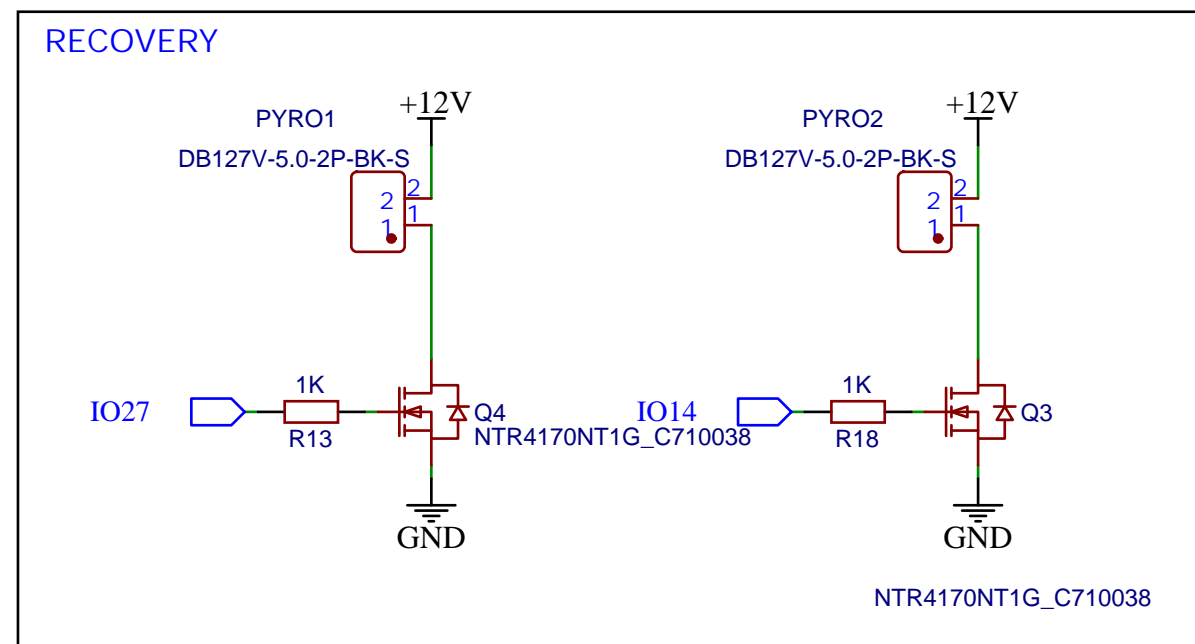 RECOVERY
+12V
PYRO1
DB127V-5.0-2P-BK-S
2
2
1
1
1K
IO27
R13
Q4
NTR4170NT1G_C710038
GND
+12V
PYRO2
DB127V-5.0-2P-BK-S
2
2
1
1
1K
IO14
R18
Q3
GND
NTR4170NT1G_C710038